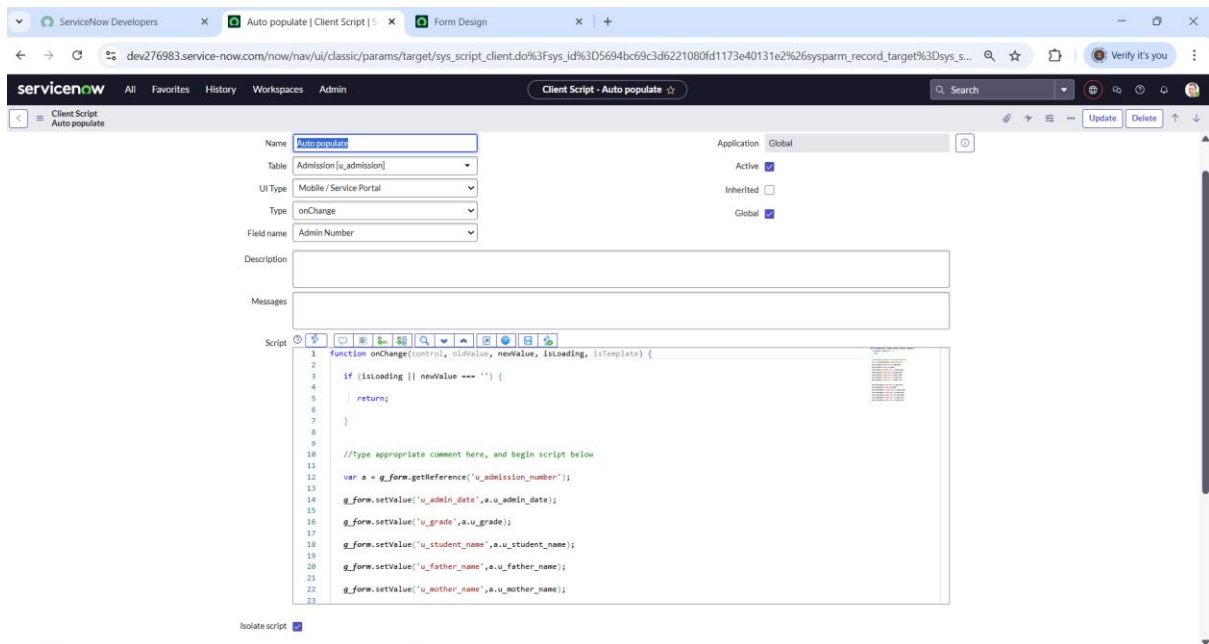 ServiceNow Developers
Auto populate | Client Script | S
Form Design
dev276983.service-now.com/now/nav/ui/classic/params/target/sys_script_client.do%3Fsys_id%3D5694bc69c3d6221080fd1173e40131e2%26sysparm_record_target%3Dsys_s...
Verify it's you
servicenow All Favorites History Workspaces Admin Client Script - Auto populate Search
Client Script
Auto populate
Update Delete
Name Auto populate Application Global
Table Admission [u_admission] Active
UI Type Mobile / Service Portal Inherited
Type onChange Global
Field name Admin Number
Description
Messages
Script
1 function onChange(control, oldValue, newValue, isLoading, isTemplate) {
2
3 if (isLoading || newValue === '') {
4
5 return;
6
7 }
8
9
10 //Type appropriate comment here, and begin script below
11
12 var a = g_form.getReference('u_admission_number');
13
14 g_form.setValue('u_admin_date',a.u_admin_date);
15
16 g_form.setValue('u_grade',a.u_grade);
17
18 g_form.setValue('u_student_name',a.u_student_name);
19
20 g_form.setValue('u_father_name',a.u_father_name);
21
22 g_form.setValue('u_mother_name',a.u_mother_name);
23
Isolate script